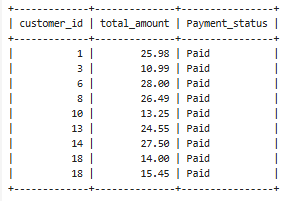 +-------------+--------------+----------------+
| customer_id | total_amount | Payment_status |
+-------------+--------------+----------------+
|           1 |        25.98 | Paid           |
|           3 |        10.99 | Paid           |
|           6 |        28.00 | Paid           |
|           8 |        26.49 | Paid           |
|          10 |        13.25 | Paid           |
|          13 |        24.55 | Paid           |
|          14 |        27.50 | Paid           |
|          18 |        14.00 | Paid           |
|          18 |        15.45 | Paid           |
+-------------+--------------+----------------+